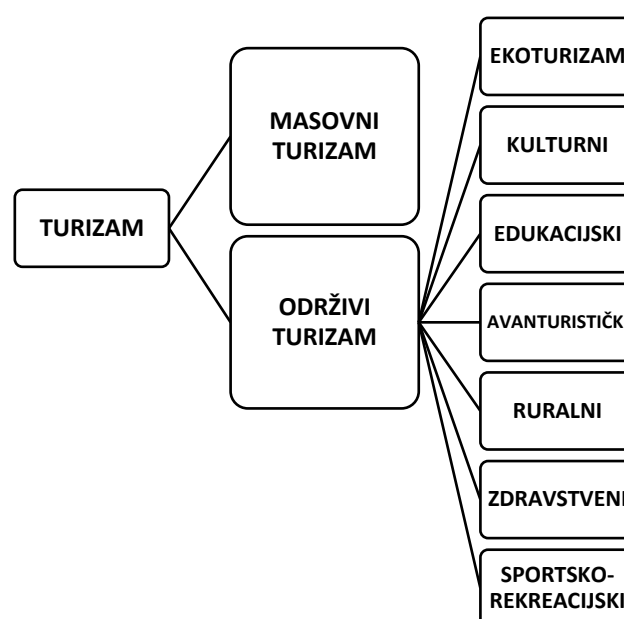 TURIZAM
MASOVNI
TURIZAM
ODRŽIVI
TURIZAM
EKOTURIZAM
KULTURNI
EDUKACIJSKI
AVANTURISTIČK
RURALNI
ZDRAVSTVENI
SPORTSKO-
REKREACIJSKI